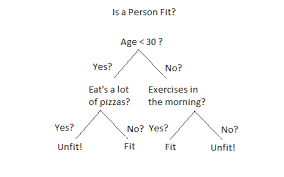 Is a Person Fit?
Age < 30 ?
Yes?
No?
Eat's a lot
of pizzas?
Exercises in
the morning?
Yes?
No?
Yes?
No?
Unfit!
Fit
Fit
Unfit!